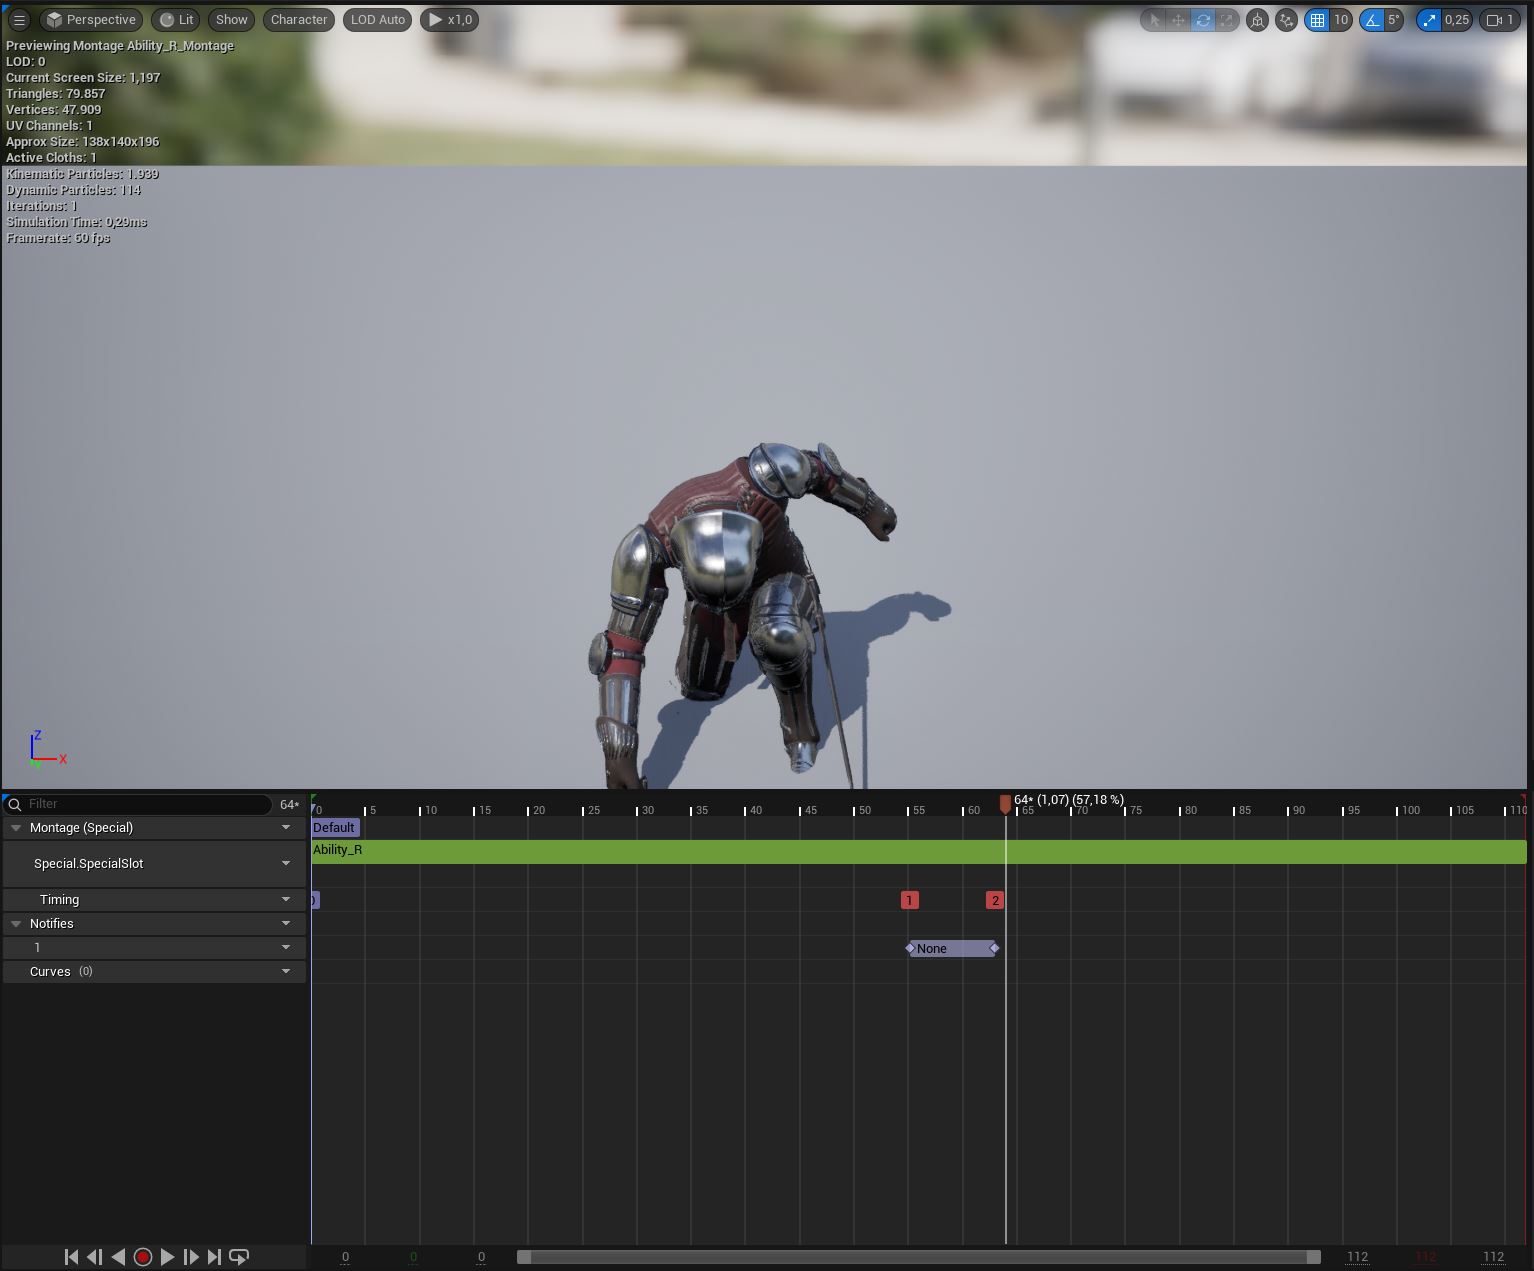 Perspective Lit Show Character LOD Auto x1,0 10 5° 0,25 1
Previewing Montage Ability_R_Montage
LOD: 0
Current Screen Size: 1,197
Triangles: 79.857
Vertices: 47.909
UV Channels: 1
Approx Size: 138x140x196
Active Cloths: 1
Kinematic Particles: 1.939
Dynamic Particles: 114
Iterations: 1
Simulation Time: 0,29ms
Framerate: 60 fps
Z
X
Filter 64*
64* (1,07) (57,18 %)
0 5 10 15 20 25 30 35 40 45 50 55 60 65 70 75 80 85 90 95 100 105 110
Montage (Special) Default
Ability_R
Special.SpecialSlot
Timing 1 2
Notifies
1 None
Curves (0)
0 0 0 112 112 112